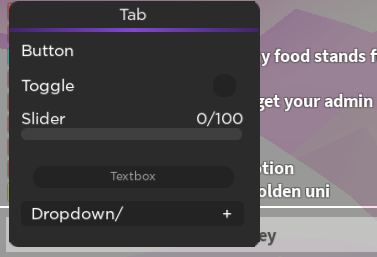 Tab
Button
Toggle
Slider 0/100
Textbox
Dropdown/ +
y food stands f
get your admin
otion
olden uni
ey